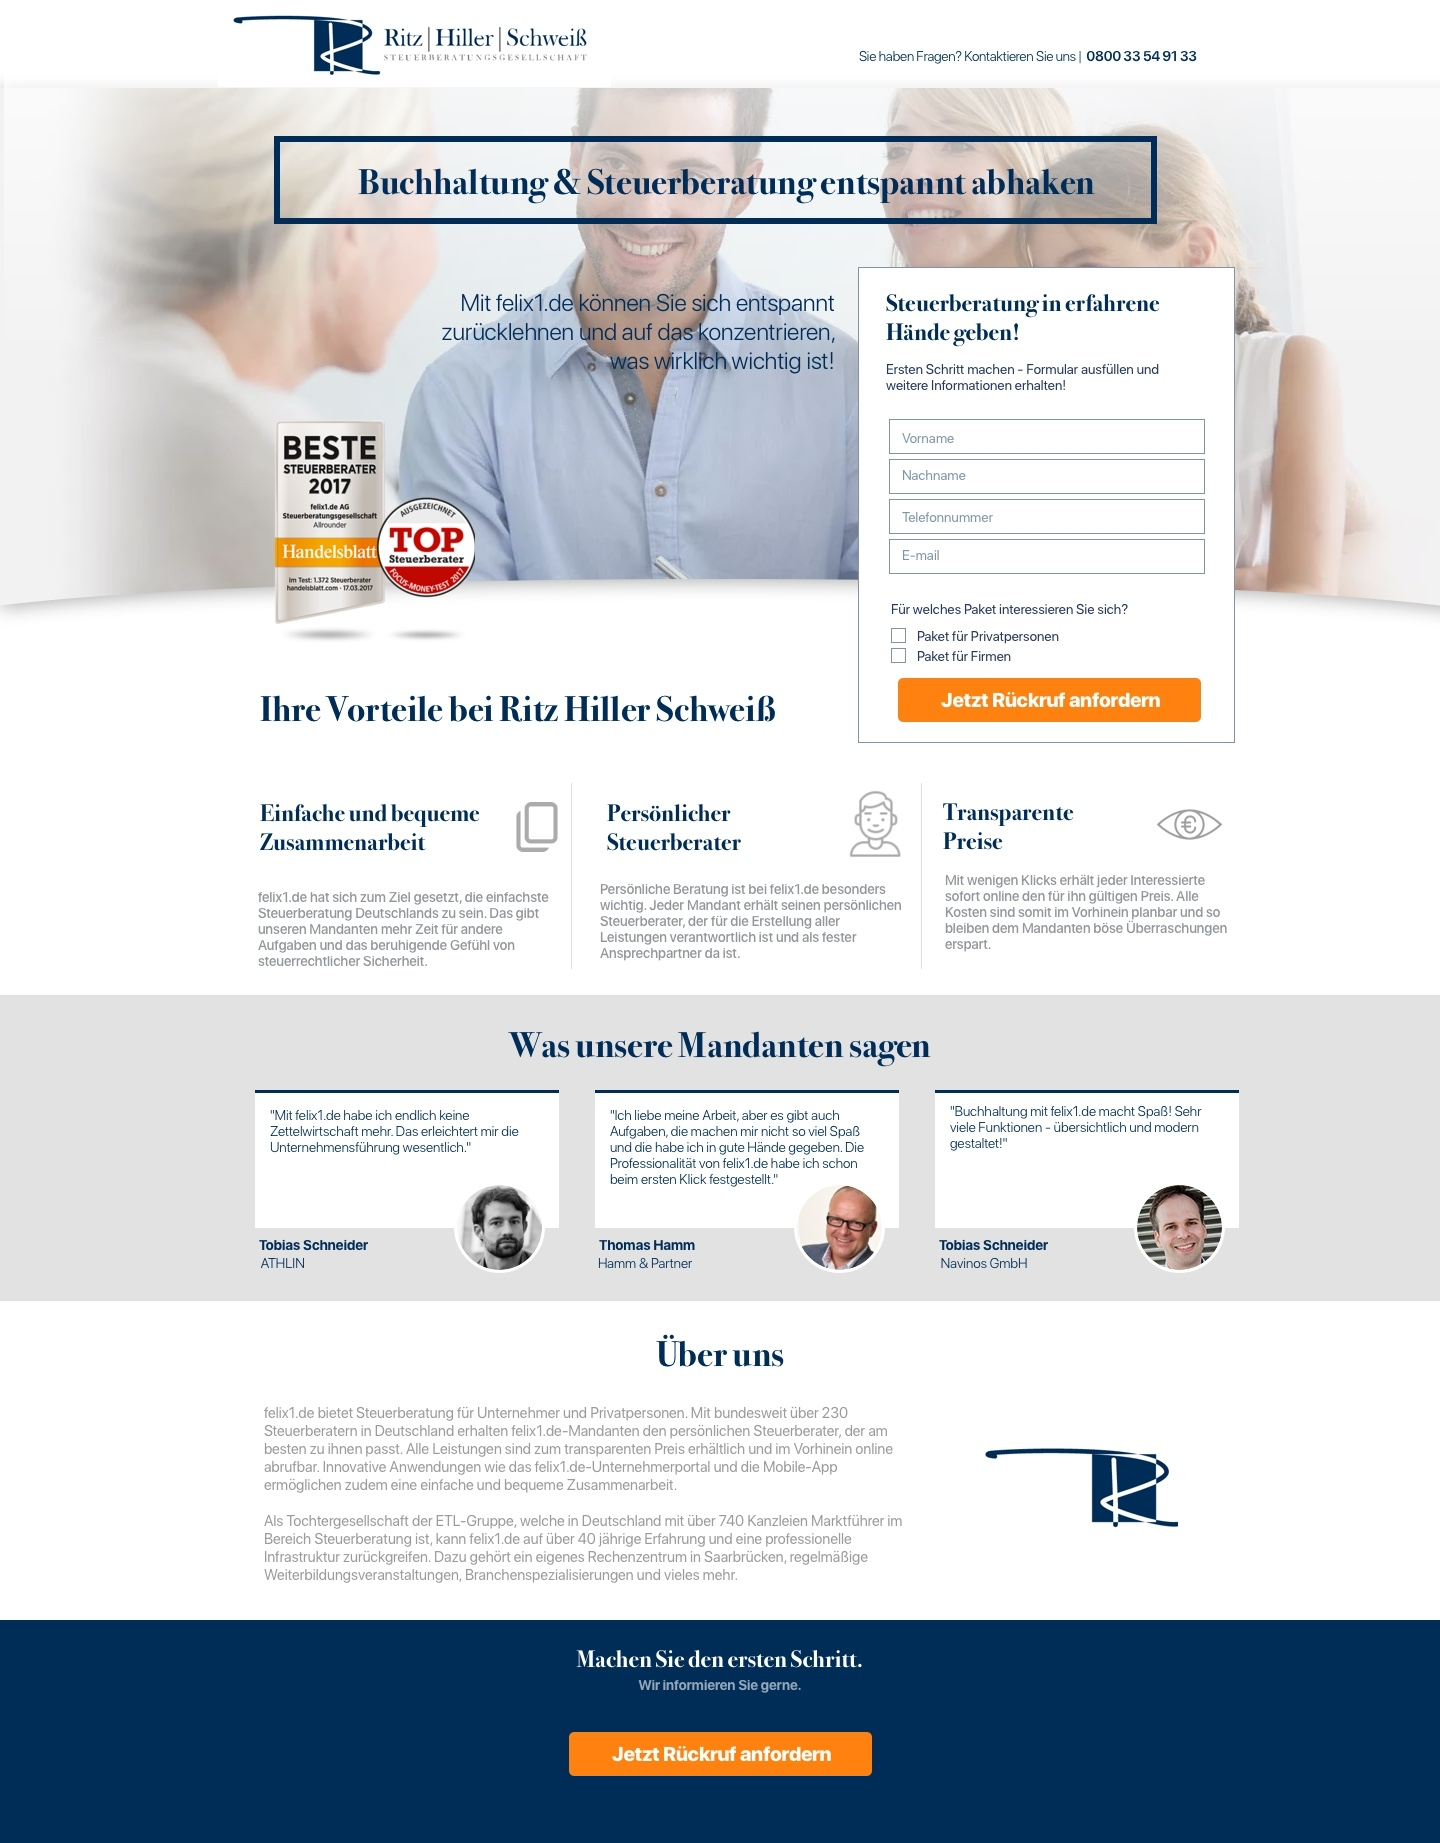 Ritz | Hiller | Schweiß
STEUERBERATUNGSGESELLSCHAFT
Sie haben Fragen? Kontaktieren Sie uns | 0800 33 54 91 33
Buchhaltung & Steuerberatung entspannt abhaken
Mit felix1.de können Sie sich entspannt
zurücklehnen und auf das konzentrieren,
was wirklich wichtig ist!
BESTE
STEUERBERATER
2017
felix1.de AG
Steuerberatungsgesellschaft
Allrounder
Handelsblatt
Im Test: 1.372 Steuerberater
handelsblatt.com · 17.03.2017
AUSGEZEICHNET
TOP
Steuerberater
FOCUS-MONEY-TEST 2017
Steuerberatung in erfahrene
Hände geben!
Ersten Schritt machen - Formular ausfüllen und
weitere Informationen erhalten!
Vorname
Nachname
Telefonnummer
E-mail
Für welches Paket interessieren Sie sich?
Paket für Privatpersonen
Paket für Firmen
Jetzt Rückruf anfordern
Ihre Vorteile bei Ritz Hiller Schweiß
Einfache und bequeme
Zusammenarbeit
felix1.de hat sich zum Ziel gesetzt, die einfachste
Steuerberatung Deutschlands zu sein. Das gibt
unseren Mandanten mehr Zeit für andere
Aufgaben und das beruhigende Gefühl von
steuerrechtlicher Sicherheit.
Persönlicher
Steuerberater
Persönliche Beratung ist bei felix1.de besonders
wichtig. Jeder Mandant erhält seinen persönlichen
Steuerberater, der für die Erstellung aller
Leistungen verantwortlich ist und als fester
Ansprechpartner da ist.
Transparente
Preise
€
Mit wenigen Klicks erhält jeder Interessierte
sofort online den für ihn gültigen Preis. Alle
Kosten sind somit im Vorhinein planbar und so
bleiben dem Mandanten böse Überraschungen
erspart.
Was unsere Mandanten sagen
"Mit felix1.de habe ich endlich keine
Zettelwirtschaft mehr. Das erleichtert mir die
Unternehmensführung wesentlich."
Tobias Schneider
ATHLIN
"Ich liebe meine Arbeit, aber es gibt auch
Aufgaben, die machen mir nicht so viel Spaß
und die habe ich in gute Hände gegeben. Die
Professionalität von felix1.de habe ich schon
beim ersten Klick festgestellt."
Thomas Hamm
Hamm & Partner
"Buchhaltung mit felix1.de macht Spaß! Sehr
viele Funktionen - übersichtlich und modern
gestaltet!"
Tobias Schneider
Navinos GmbH
Über uns
felix1.de bietet Steuerberatung für Unternehmer und Privatpersonen. Mit bundesweit über 230
Steuerberatern in Deutschland erhalten felix1.de-Mandanten den persönlichen Steuerberater, der am
besten zu ihnen passt. Alle Leistungen sind zum transparenten Preis erhältlich und im Vorhinein online
abrufbar. Innovative Anwendungen wie das felix1.de-Unternehmerportal und die Mobile-App
ermöglichen zudem eine einfache und bequeme Zusammenarbeit.
Als Tochtergesellschaft der ETL-Gruppe, welche in Deutschland mit über 740 Kanzleien Marktführer im
Bereich Steuerberatung ist, kann felix1.de auf über 40 jährige Erfahrung und eine professionelle
Infrastruktur zurückgreifen. Dazu gehört ein eigenes Rechenzentrum in Saarbrücken, regelmäßige
Weiterbildungsveranstaltungen, Branchenspezialisierungen und vieles mehr.
Machen Sie den ersten Schritt.
Wir informieren Sie gerne.
Jetzt Rückruf anfordern